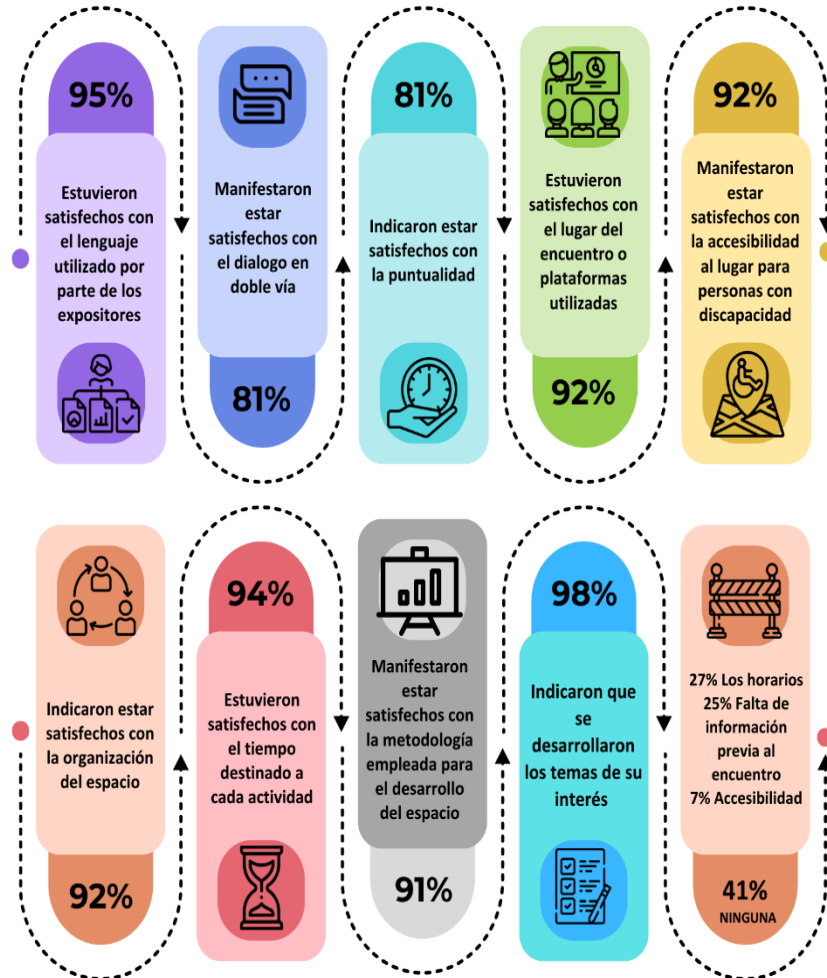 95%
Estuvieron
satisfechos con
el lenguaje
utilizado por
parte de los
expositores
Manifestaron
estar
satisfechos con
el dialogo en
doble vía
81%
81%
Indicaron estar
satisfechos con
la puntualidad
Estuvieron
satisfechos con
el lugar del
encuentro o
plataformas
utilizadas
92%
92%
Manifestaron
estar
satisfechos con
la accesibilidad
al lugar para
personas con
discapacidad
Indicaron estar
satisfechos con
la organización
del espacio
92%
94%
Estuvieron
satisfechos con
el tiempo
destinado a
cada actividad
Manifestaron
estar
satisfechos con
la metodología
empleada para
el desarrollo
del espacio
91%
98%
Indicaron que
se
desarrollaron
los temas de su
interés
27% Los horarios
25% Falta de
información
previa al
encuentro
7% Accesibilidad
41%
NINGUNA